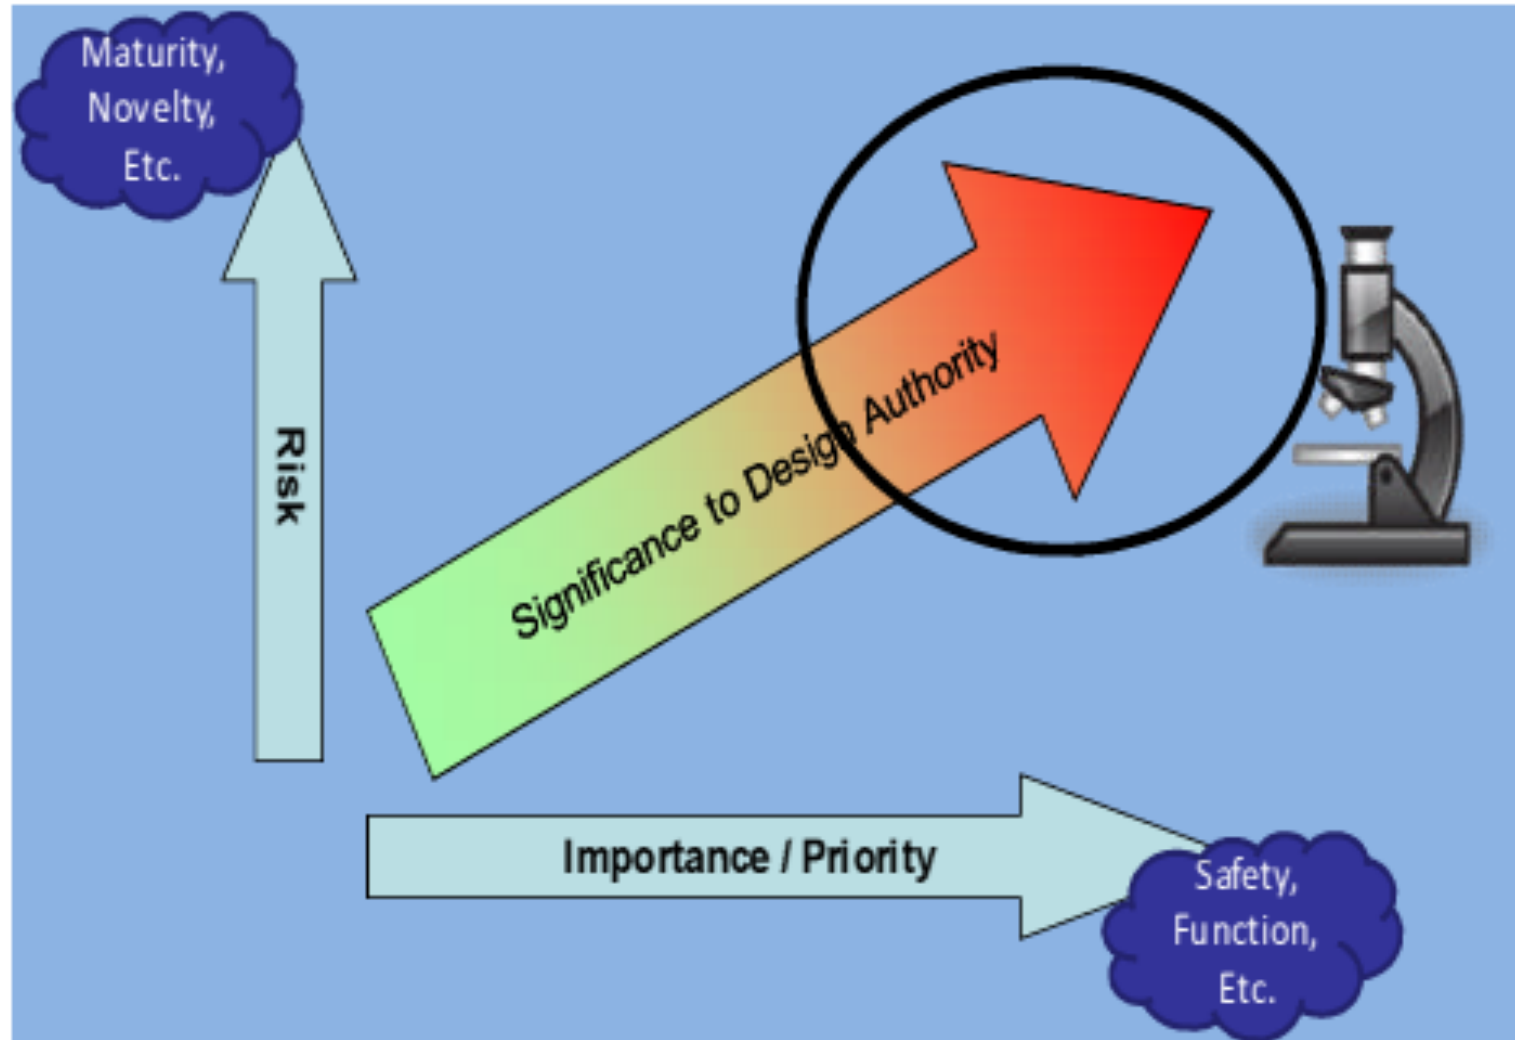 Maturity,
Novelty,
Etc.
Risk
Significance to Design Authority
Importance / Priority
Safety,
Function,
Etc.